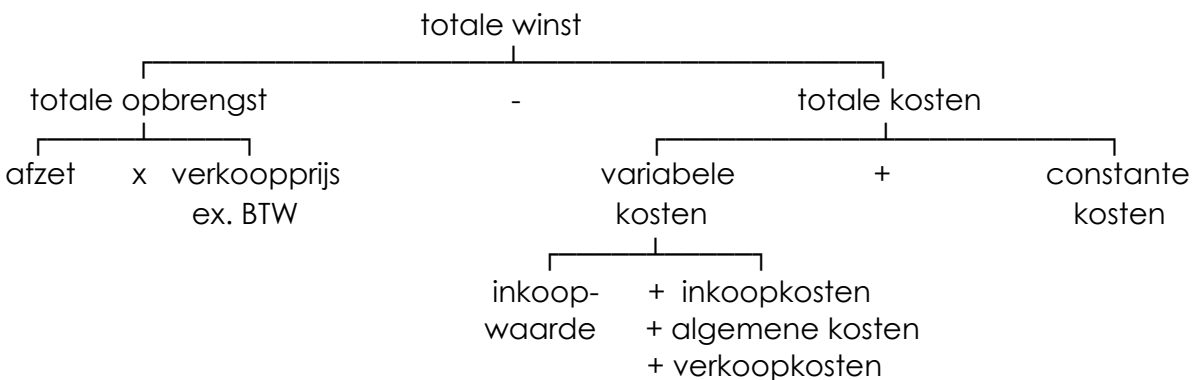 totale winst
totale opbrengst - totale kosten
afzet x verkoopprijs variabele + constante
ex. BTW kosten kosten
inkoop- + inkoopkosten
waarde + algemene kosten
+ verkoopkosten